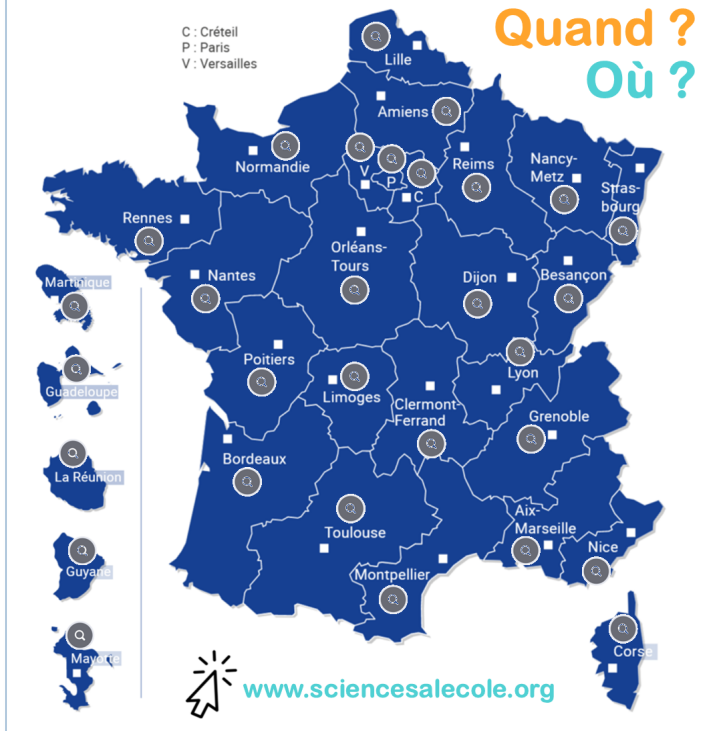 Quand ?
Où ?
C : Créteil
P : Paris
V : Versailles
Lille
Amiens
Normandie
V
P
C
Reims
Nancy-
Metz
Stras-
bourg
Rennes
Orléans-
Tours
Nantes
Dijon
Besançon
Martinique
Poitiers
Lyon
Guadeloupe
Limoges
Clermont-
Ferrand
Grenoble
Bordeaux
La Réunion
Aix-
Marseille
Toulouse
Nice
Guyane
Montpellier
Mayotte
Corse
www.sciencesalecole.org